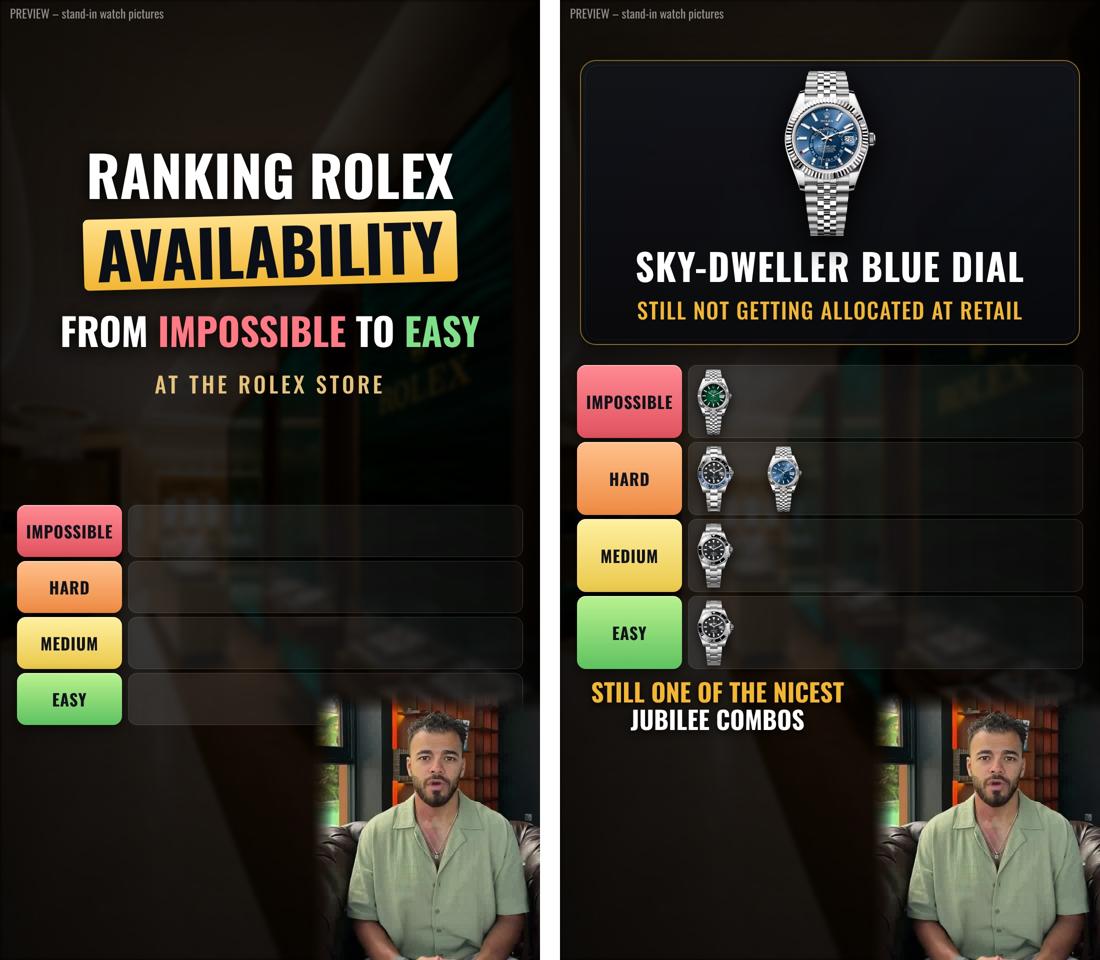 PREVIEW – stand-in watch pictures
RANKING ROLEX
AVAILABILITY
FROM IMPOSSIBLE TO EASY
AT THE ROLEX STORE
ROLEX
IMPOSSIBLE
HARD
MEDIUM
EASY
PREVIEW – stand-in watch pictures
SKY-DWELLER BLUE DIAL
STILL NOT GETTING ALLOCATED AT RETAIL
ROLEX
IMPOSSIBLE
HARD
MEDIUM
EASY
STILL ONE OF THE NICEST
JUBILEE COMBOS